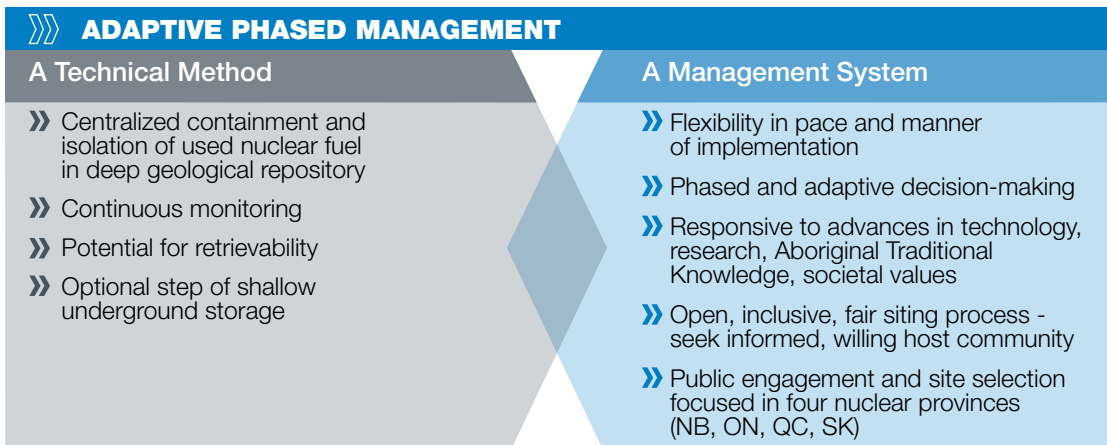 ADAPTIVE PHASED MANAGEMENT
A Technical Method
Centralized containment and
isolation of used nuclear fuel
in deep geological repository
Continuous monitoring
Potential for retrievability
Optional step of shallow
underground storage
A Management System
Flexibility in pace and manner
of implementation
Phased and adaptive decision-making
Responsive to advances in technology,
research, Aboriginal Traditional
Knowledge, societal values
Open, inclusive, fair siting process -
seek informed, willing host community
Public engagement and site selection
focused in four nuclear provinces
(NB, ON, QC, SK)